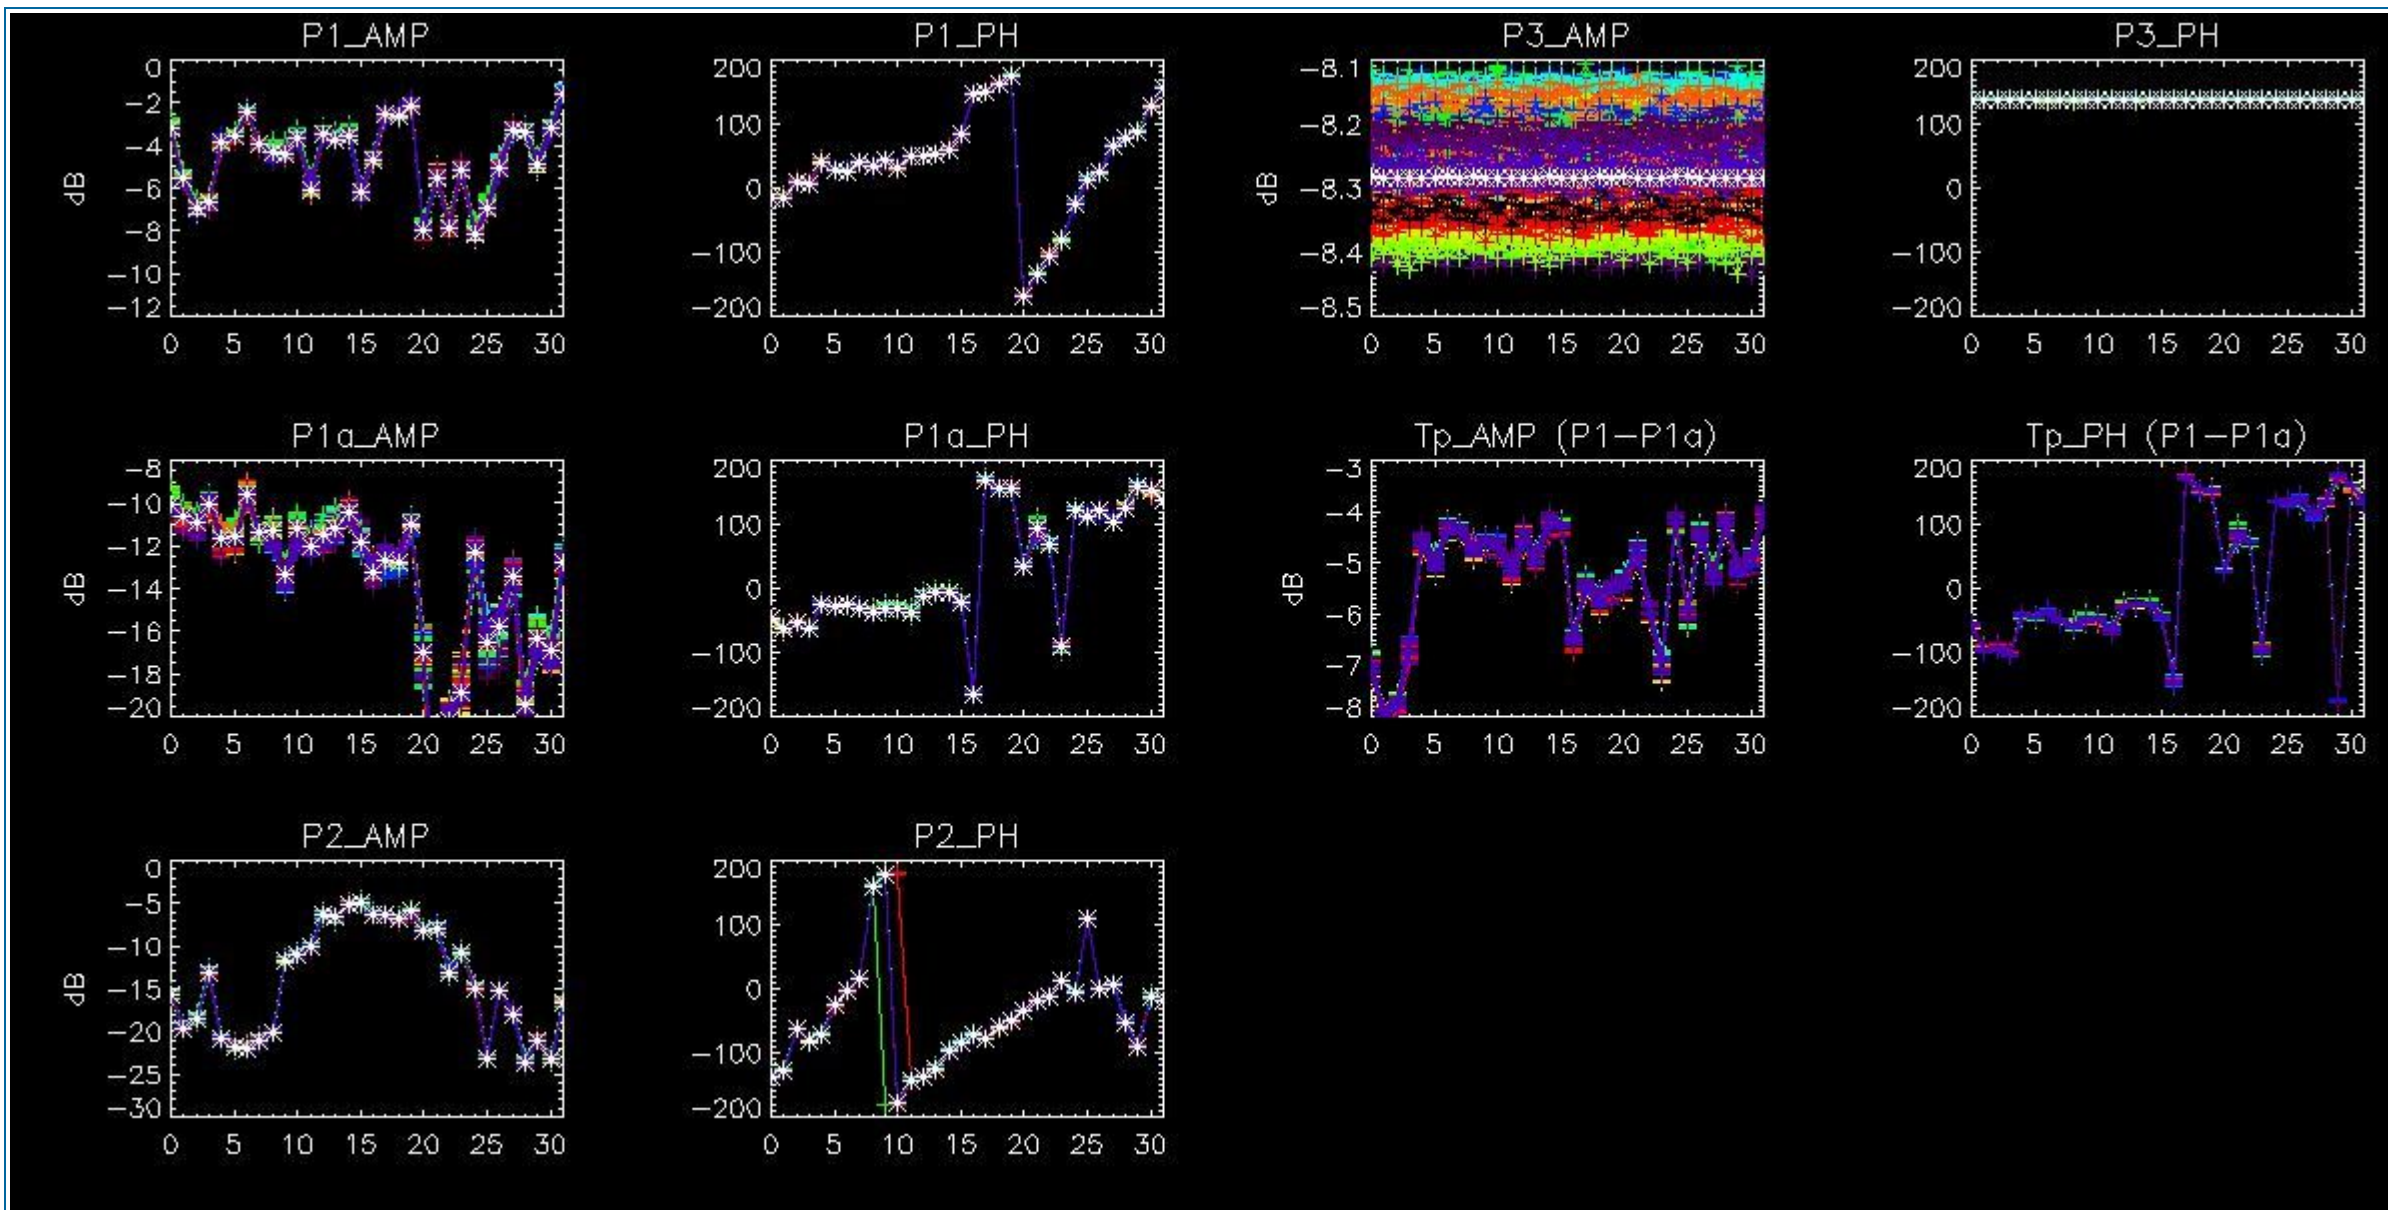 P1_AMP P1_PH P3_AMP P3_PH
0 200 -8.1 200
-2 100 -8.2 100
-4 0 -8.3 0
-6 -100 -8.4 -100
-8 -200 -8.5 -200
-10
-12
dB dB
0 5 10 15 20 25 30 0 5 10 15 20 25 30 0 5 10 15 20 25 30 0 5 10 15 20 25 30
P1a_AMP P1a_PH Tp_AMP (P1-P1a) Tp_PH (P1-P1a)
-8 200 -3 200
-10 100 -4 100
-12 0 -5 0
-14 -100 -6 -100
-16 -200 -7 -200
-18 -8
-20
dB dB
0 5 10 15 20 25 30 0 5 10 15 20 25 30 0 5 10 15 20 25 30 0 5 10 15 20 25 30
P2_AMP P2_PH
0 200
-5 100
-10 0
-15 -100
-20 -200
-25
-30
dB
0 5 10 15 20 25 30 0 5 10 15 20 25 30